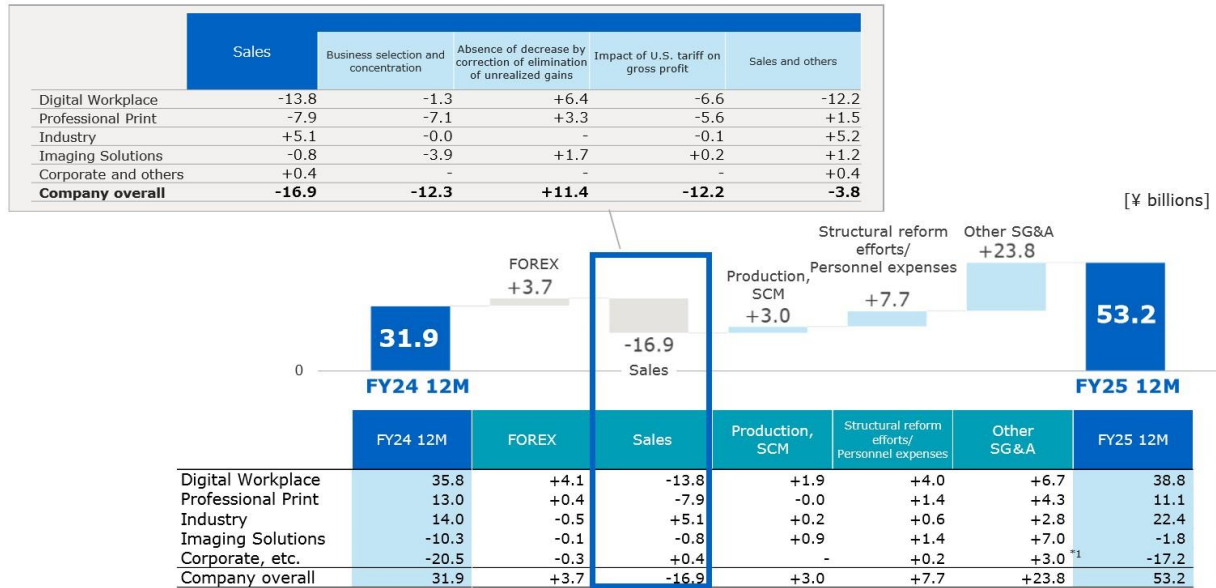 Sales
Business selection and concentration
Absence of decrease by correction of elimination of unrealized gains
Impact of U.S. tariff on gross profit
Sales and others
Digital Workplace -13.8 -1.3 +6.4 -6.6 -12.2
Professional Print -7.9 -7.1 +3.3 -5.6 +1.5
Industry +5.1 -0.0 - -0.1 +5.2
Imaging Solutions -0.8 -3.9 +1.7 +0.2 +1.2
Corporate and others +0.4 - - - +0.4
Company overall -16.9 -12.3 +11.4 -12.2 -3.8
[¥ billions]
31.9
FY24 12M
FOREX
+3.7
-16.9
Sales
Production,
SCM
+3.0
Structural reform
efforts/
Personnel expenses
+7.7
Other SG&A
+23.8
53.2
FY25 12M
0
FY24 12M
FOREX
Sales
Production,
SCM
Structural reform
efforts/
Personnel expenses
Other
SG&A
FY25 12M
Digital Workplace 35.8 +4.1 -13.8 +1.9 +4.0 +6.7 38.8
Professional Print 13.0 +0.4 -7.9 -0.0 +1.4 +4.3 11.1
Industry 14.0 -0.5 +5.1 +0.2 +0.6 +2.8 22.4
Imaging Solutions -10.3 -0.1 -0.8 +0.9 +1.4 +7.0 -1.8
Corporate, etc. -20.5 -0.3 +0.4 - +0.2 +3.0 *1 -17.2
Company overall 31.9 +3.7 -16.9 +3.0 +7.7 +23.8 53.2